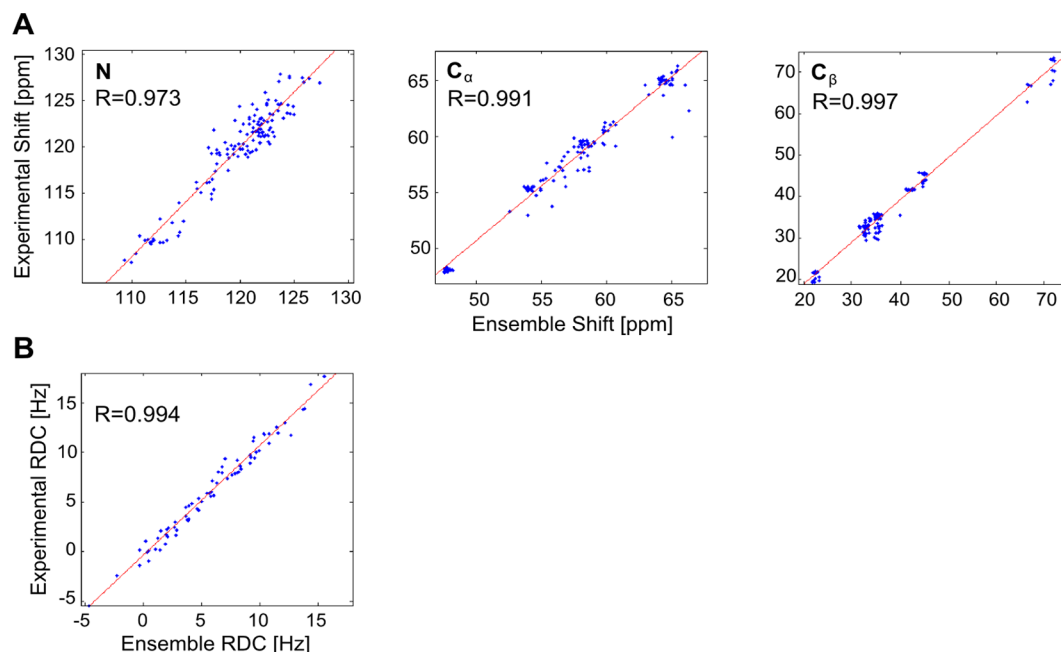 A
N
R=0.973
Experimental Shift [ppm]
130
125
120
115
110
110 115 120 125 130
Cα
R=0.991
65
60
55
50
50 55 60 65
Ensemble Shift [ppm]
Cβ
R=0.997
70
60
50
40
30
20
20 30 40 50 60 70
B
R=0.994
Experimental RDC [Hz]
15
10
5
0
-5
-5 0 5 10 15
Ensemble RDC [Hz]